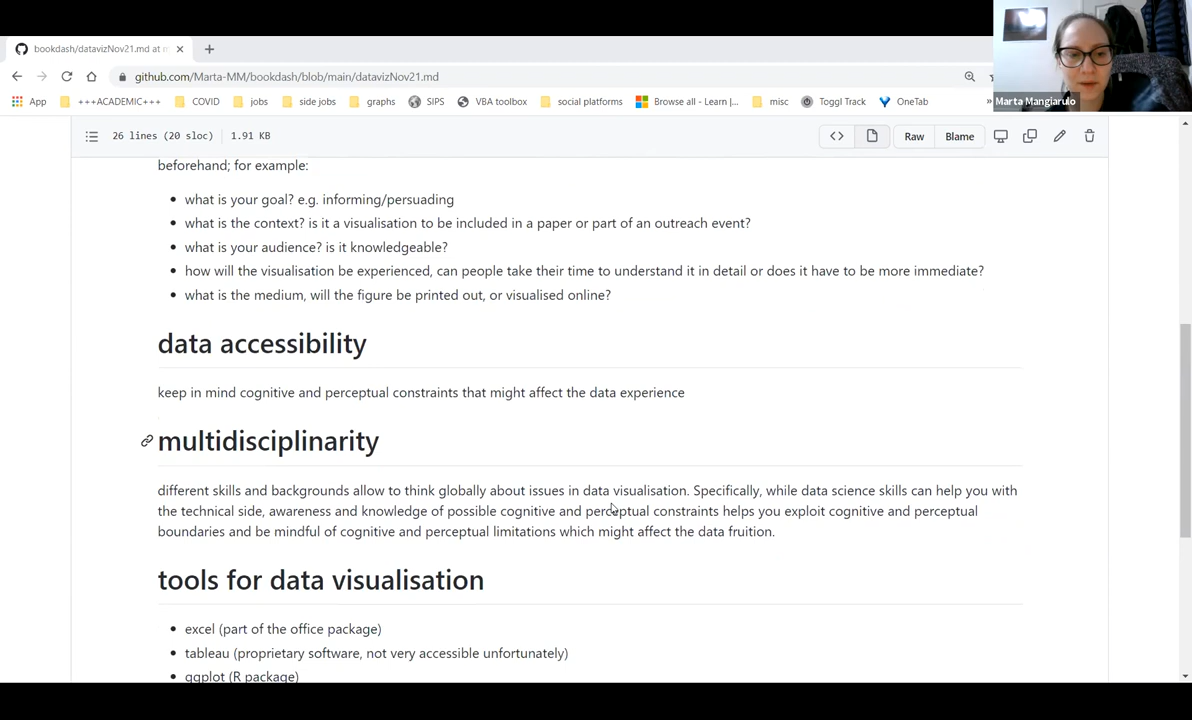 bookdash/datavizNov21.md at m
github.com/Marta-MM/bookdash/blob/main/datavizNov21.md
App +++ACADEMIC+++ COVID jobs side jobs graphs SIPS VBA toolbox social platforms Browse all - Learn |... misc Toggl Track OneTab »
Marta Mangiarulo
26 lines (20 sloc) 1.91 KB Raw Blame
beforehand; for example:
• what is your goal? e.g. informing/persuading
• what is the context? is it a visualisation to be included in a paper or part of an outreach event?
• what is your audience? is it knowledgeable?
• how will the visualisation be experienced, can people take their time to understand it in detail or does it have to be more immediate?
• what is the medium, will the figure be printed out, or visualised online?
data accessibility
keep in mind cognitive and perceptual constraints that might affect the data experience
multidisciplinarity
different skills and backgrounds allow to think globally about issues in data visualisation. Specifically, while data science skills can help you with
the technical side, awareness and knowledge of possible cognitive and perceptual constraints helps you exploit cognitive and perceptual
boundaries and be mindful of cognitive and perceptual limitations which might affect the data fruition.
tools for data visualisation
• excel (part of the office package)
• tableau (proprietary software, not very accessible unfortunately)
• ggplot (R package)